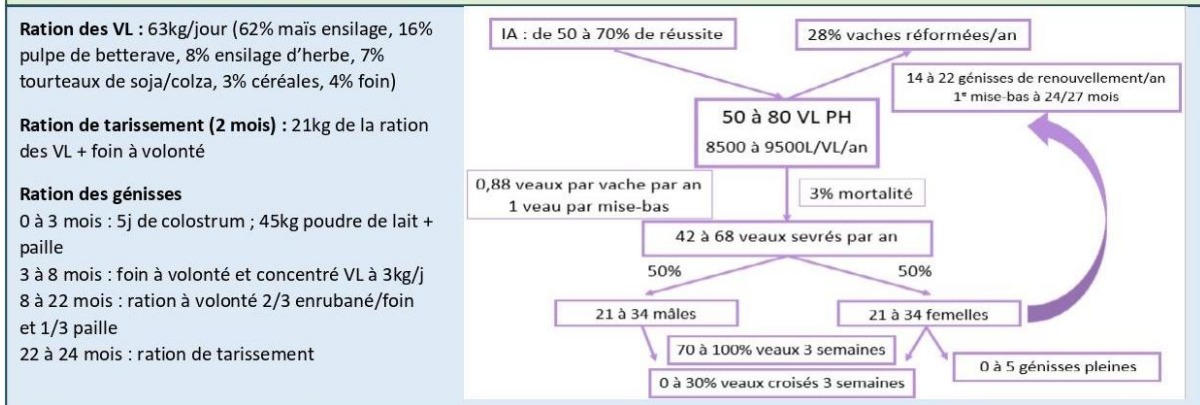 Ration des VL : 63kg/jour (62% maïs ensilage, 16%
pulpe de betterave, 8% ensilage d'herbe, 7%
tourteaux de soja/colza, 3% céréales, 4% foin)
Ration de tarissement (2 mois) : 21kg de la ration
des VL + foin à volonté
Ration des génisses
0 à 3 mois : 5j de colostrum ; 45kg poudre de lait +
paille
3 à 8 mois : foin à volonté et concentré VL à 3kg/j
8 à 22 mois : ration à volonté 2/3 enrubané/foin
et 1/3 paille
22 à 24 mois : ration de tarissement
IA : de 50 à 70% de réussite
28% vaches réformées/an
14 à 22 génisses de renouvellement/an
1e mise-bas à 24/27 mois
50 à 80 VL PH
8500 à 9500L/VL/an
0,88 veaux par vache par an
1 veau par mise-bas
3% mortalité
42 à 68 veaux sevrés par an
50%
50%
21 à 34 mâles
21 à 34 femelles
70 à 100% veaux 3 semaines
0 à 30% veaux croisés 3 semaines
0 à 5 génisses pleines